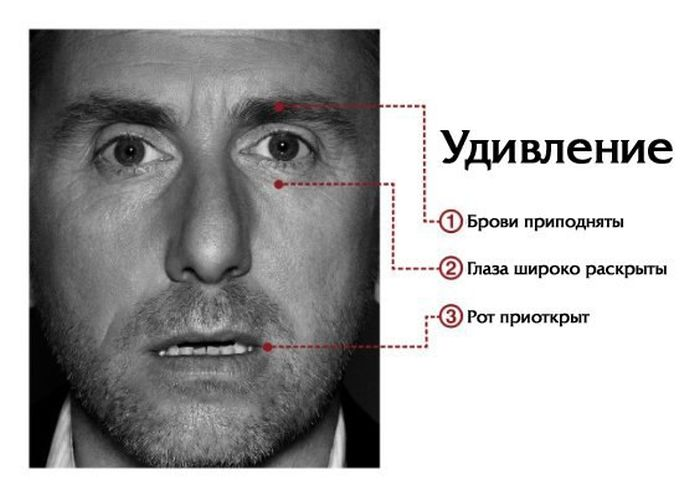 Удивление
1 Брови приподняты
2 Глаза широко раскрыты
3 Рот приоткрыт